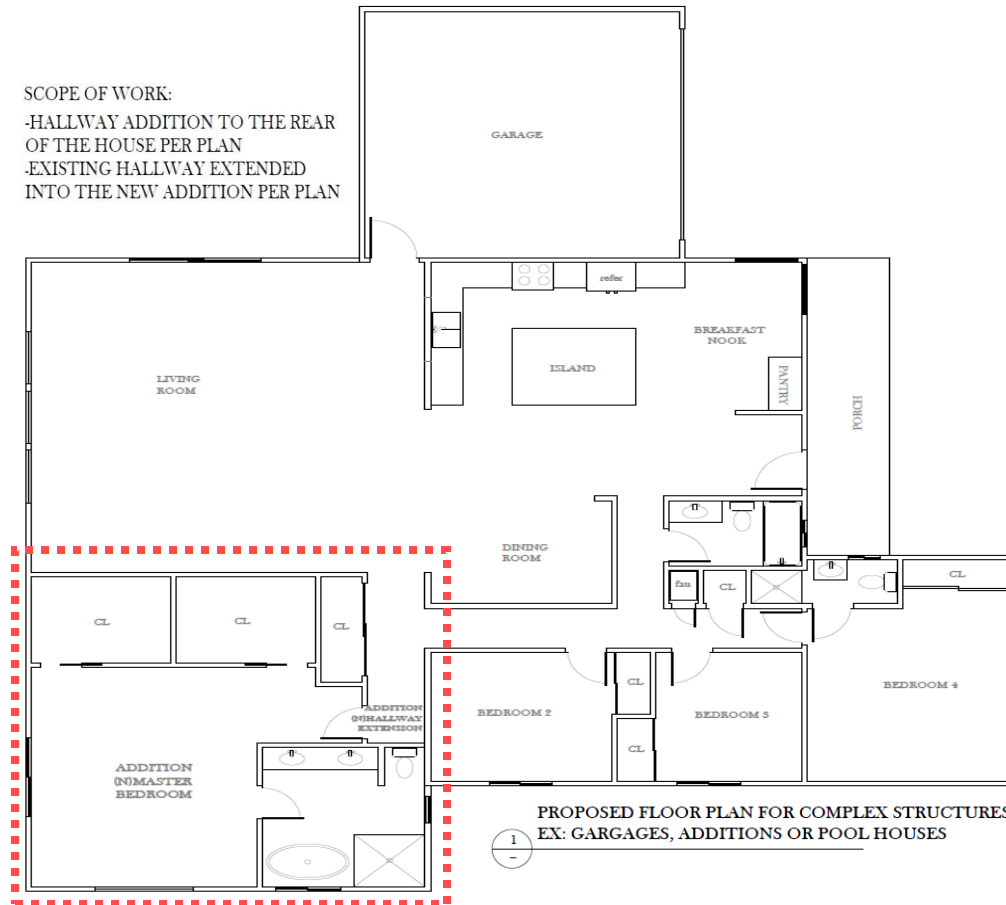 SCOPE OF WORK:
-HALLWAY ADDITION TO THE REAR
OF THE HOUSE PER PLAN
-EXISTING HALLWAY EXTENDED
INTO THE NEW ADDITION PER PLAN
GARAGE
refer
BREAKFAST
NOOK
ISLAND
PANTRY
LIVING
ROOM
PORCH
DINING
ROOM
fau
CL
CL
CL
CL
CL
CL
CL
BEDROOM 2
BEDROOM 3
BEDROOM 4
ADDITION
(N)HALLWAY
EXTENSION
ADDITION
(N)MASTER
BEDROOM
1
–
PROPOSED FLOOR PLAN FOR COMPLEX STRUCTURES
EX: GARGAGES, ADDITIONS OR POOL HOUSES